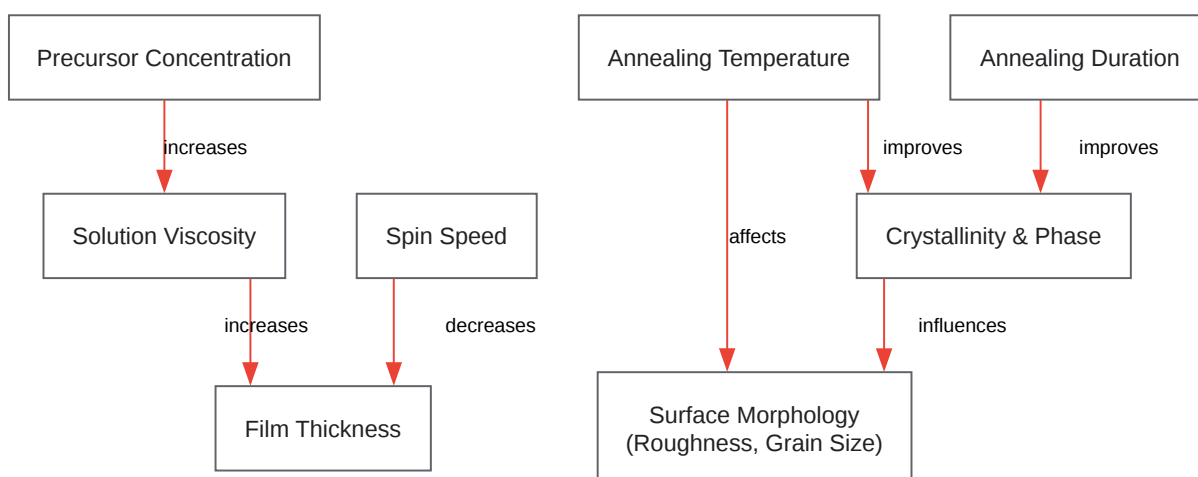 Precursor Concentration
Annealing Temperature
Annealing Duration
increases
improves
improves
Solution Viscosity
Spin Speed
affects
Crystallinity & Phase
increases
decreases
influences
Film Thickness
Surface Morphology
(Roughness, Grain Size)